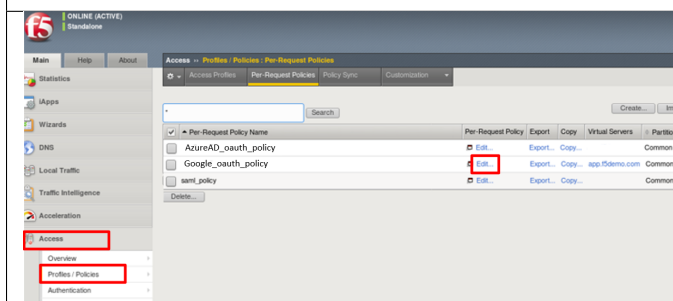 f5
ONLINE (ACTIVE)
Standalone
Main Help About
Access ›› Profiles / Policies : Per-Request Policies
Access Profiles Per-Request Policies Policy Sync Customization
Statistics
iApps
Wizards
DNS
Local Traffic
Traffic Intelligence
Acceleration
Access
Overview
Profiles / Policies
Authentication
* Search
Create...
Per-Request Policy Name Per-Request Policy Export Copy Virtual Servers
AzureAD_oauth_policy Edit... Export... Copy... Common
Google_oauth_policy Edit... Export... Copy... app.f5demo.com Common
saml_policy Edit... Export... Copy... Common
Delete...